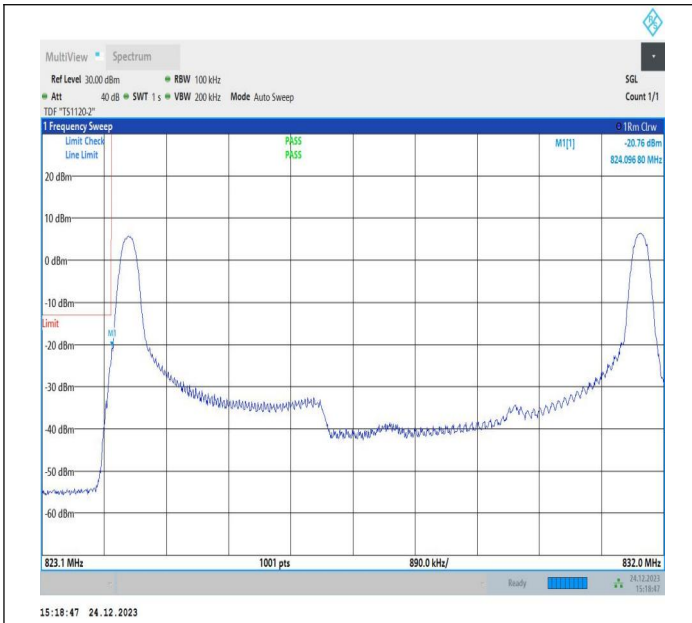 R S
MultiView Spectrum
Ref Level 30.00 dBm RBW 100 kHz SGL
Att 40 dB SWT 1 s VBW 200 kHz Mode Auto Sweep Count 1/1
TDF "TS1120-2"
1 Frequency Sweep 1Rm Clrw
Limit Check PASS M1[1] -20.76 dBm
Line Limit PASS 824.096 80 MHz
20 dBm
10 dBm
0 dBm
-10 dBm
Limit
M1
-20 dBm
-30 dBm
-40 dBm
-50 dBm
-60 dBm
823.1 MHz 1001 pts 890.0 kHz/ 832.0 MHz
Ready 24.12.2023
15:18:47
15:18:47 24.12.2023